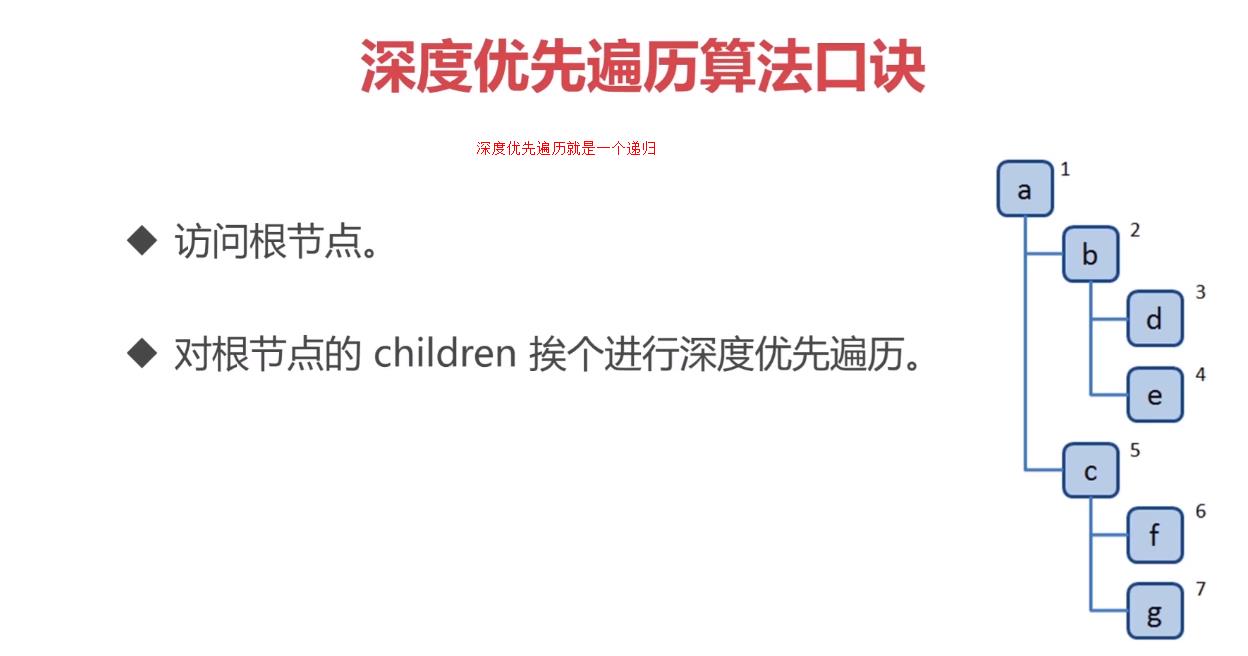 深度优先遍历算法口诀
深度优先遍历就是一个递归
◆ 访问根节点。
◆ 对根节点的 children 挨个进行深度优先遍历。
a 1
b 2
d 3
e 4
c 5
f 6
g 7